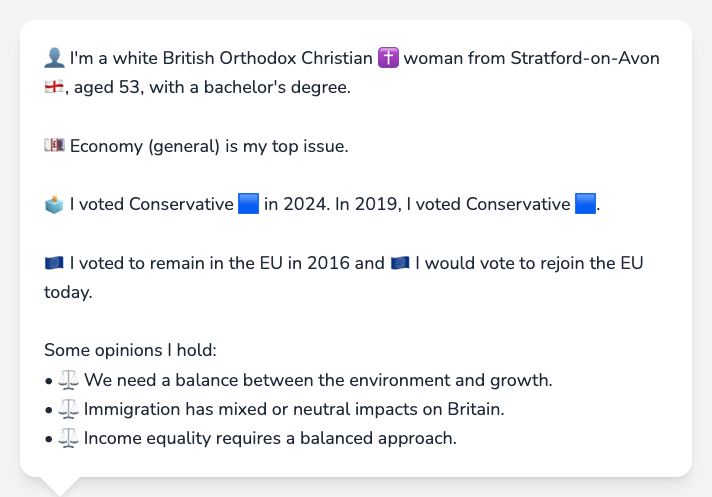 👤 I'm a white British Orthodox Christian ✝️ woman from Stratford-on-Avon
🏴󠁧󠁢󠁥󠁮󠁧󠁿, aged 53, with a bachelor's degree.
💷 Economy (general) is my top issue.
🗳️ I voted Conservative 🟦 in 2024. In 2019, I voted Conservative 🟦.
🇪🇺 I voted to remain in the EU in 2016 and 🇪🇺 I would vote to rejoin the EU
today.
Some opinions I hold:
• ⚖️ We need a balance between the environment and growth.
• ⚖️ Immigration has mixed or neutral impacts on Britain.
• ⚖️ Income equality requires a balanced approach.